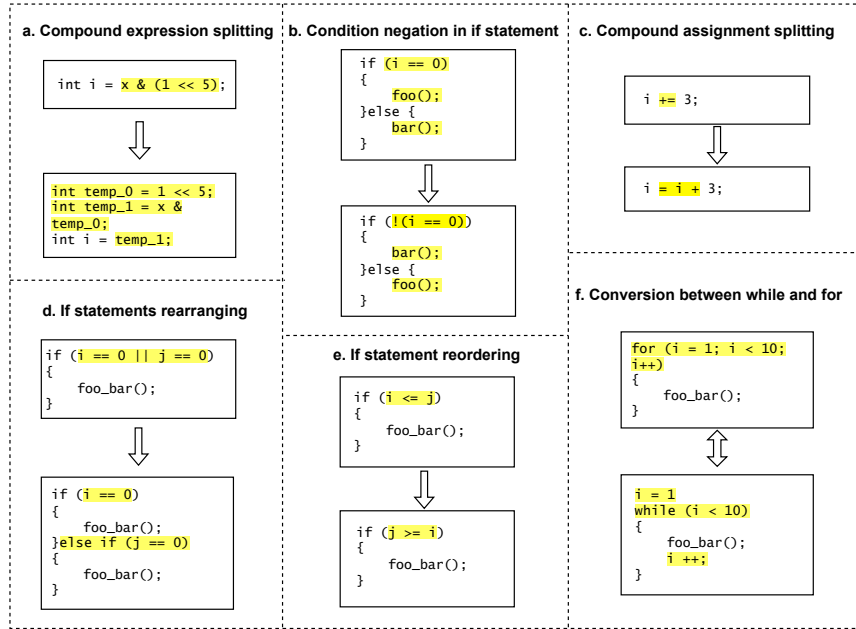 a. Compound expression splitting
int i = x & (1 << 5);
int temp_0 = 1 << 5;
int temp_1 = x &
temp_0;
int i = temp_1;
b. Condition negation in if statement
if (i == 0)
{
foo();
}else {
bar();
}
if (!(i == 0))
{
bar();
}else {
foo();
}
c. Compound assignment splitting
i += 3;
i = i + 3;
d. If statements rearranging
if (i == 0 || j == 0)
{
foo_bar();
}
if (i == 0)
{
foo_bar();
}else if (j == 0)
{
foo_bar();
}
e. If statement reordering
if (i <= j)
{
foo_bar();
}
if (j >= i)
{
foo_bar();
}
f. Conversion between while and for
for (i = 1; i < 10;
i++)
{
foo_bar();
}
i = 1
while (i < 10)
{
foo_bar();
i ++;
}